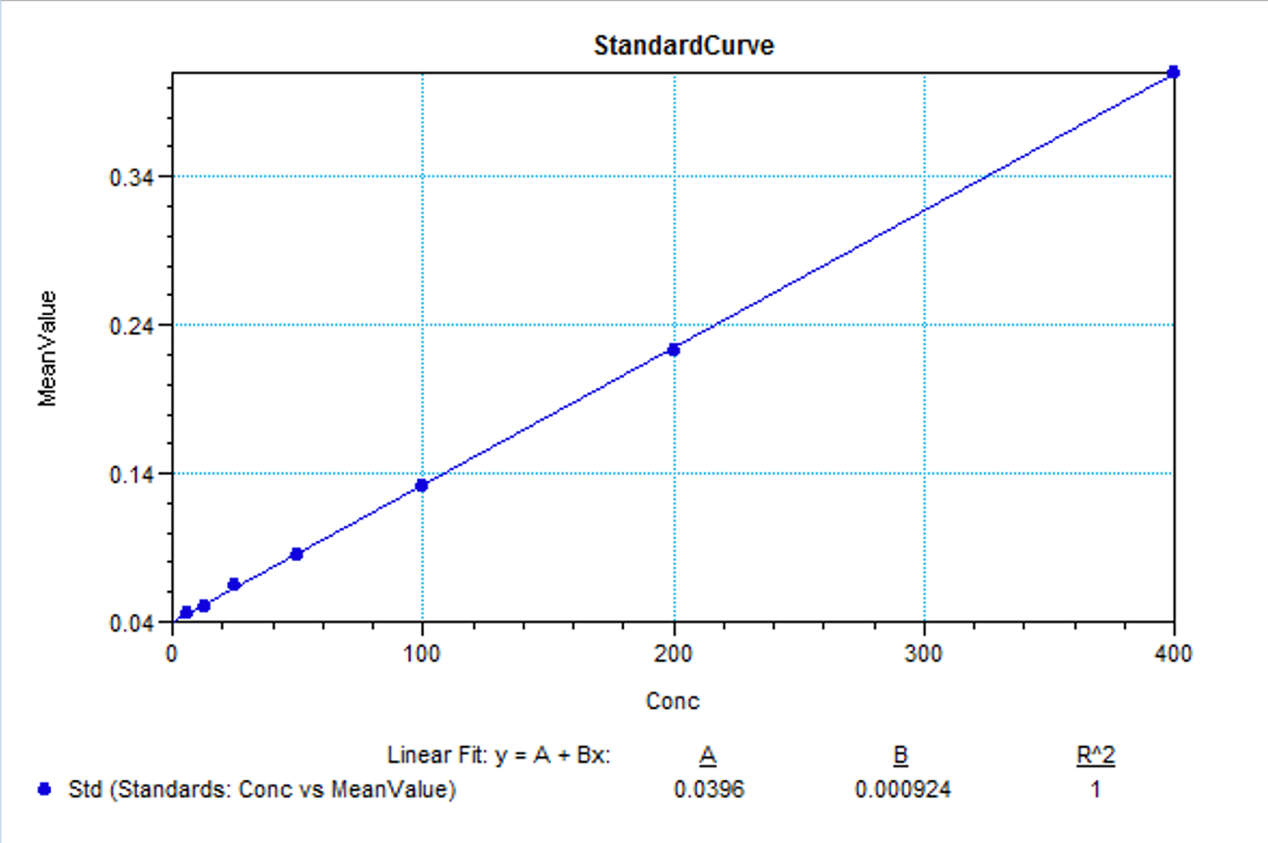 StandardCurve
0.34
0.24
0.14
0.04
MeanValue
0 100 200 300 400
Conc
Linear Fit: y = A + Bx: A B R^2
Std (Standards: Conc vs MeanValue) 0.0396 0.000924 1